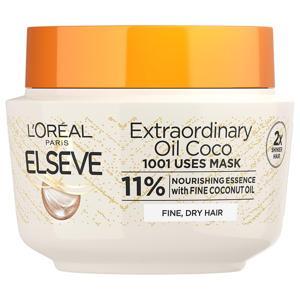 L'ORÉAL
PARIS
ELSEVE
Extraordinary
Oil Coco
1001 USES MASK
11% NOURISHING ESSENCE
with FINE COCONUT OIL
FINE, DRY HAIR
2x
SHINIER
HAIR